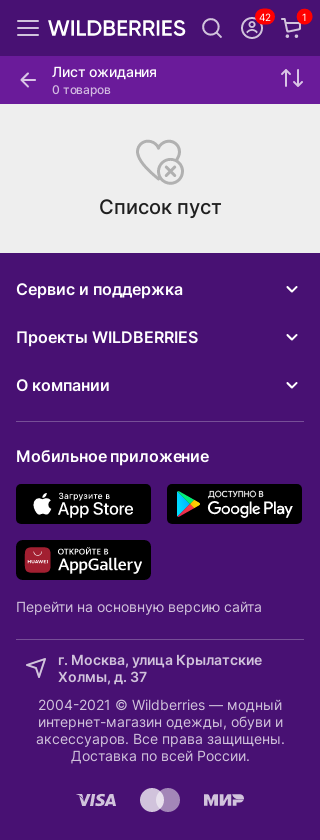 WILDBERRIES
42
1
Лист ожидания
0 товаров
Список пуст
Сервис и поддержка
Проекты WILDBERRIES
О компании
Мобильное приложение
Загрузите в
App Store
ДОСТУПНО В
Google Play
HUAWEI
ОТКРОЙТЕ В
AppGallery
Перейти на основную версию сайта
г. Москва, улица Крылатские
Холмы, д. 37
2004-2021 © Wildberries — модный
интернет-магазин одежды, обуви и
аксессуаров. Все права защищены.
Доставка по всей России.
VISA
МИР